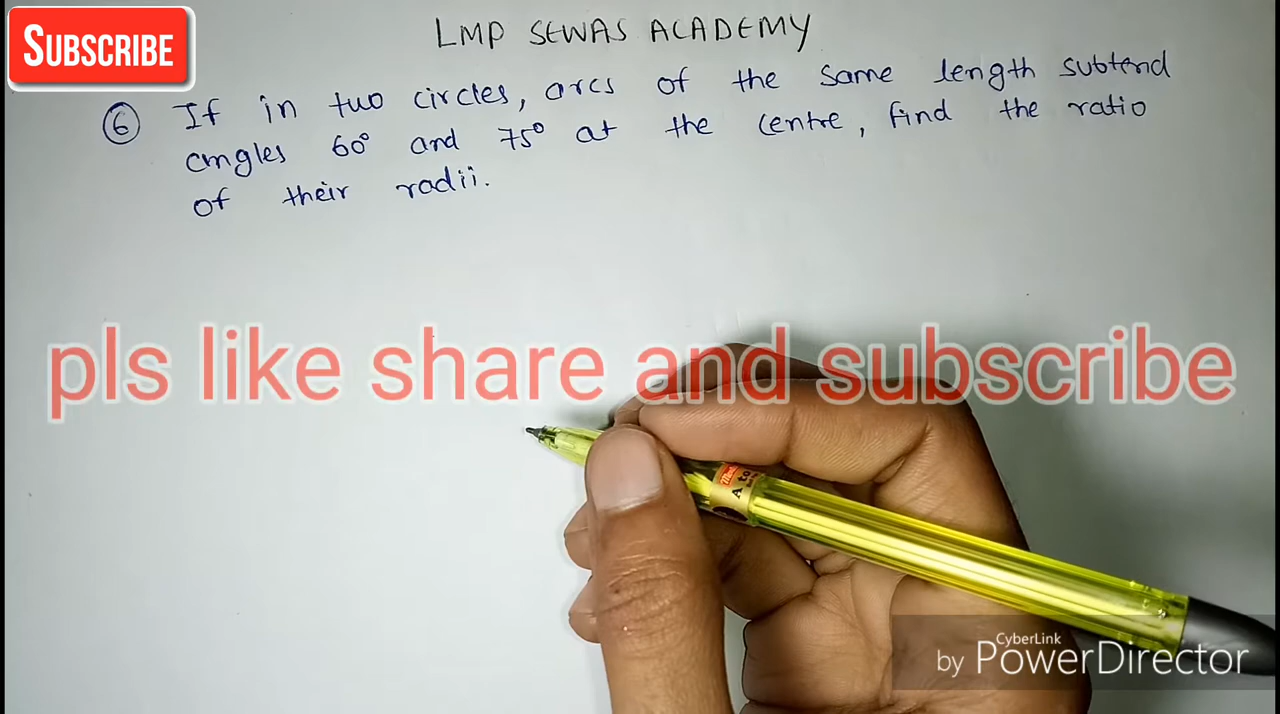 SUBSCRIBE
LMP SEWAS ACADEMY
6 If in two circles, arcs of the same length subtend
angles 60° and 75° at the centre, find the ratio
of their radii.
pls like share and subscribe
A to
CyberLink
by PowerDirector